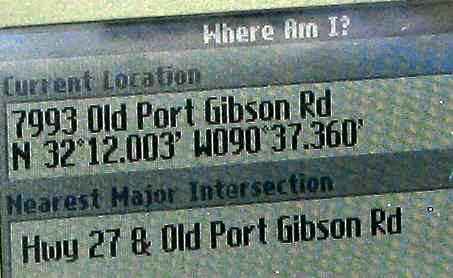 Where Am I?
Current Location
7993 Old Port Gibson Rd
N 32°12.003' W090°37.360'
Nearest Major Intersection
Hwy 27 & Old Port Gibson Rd